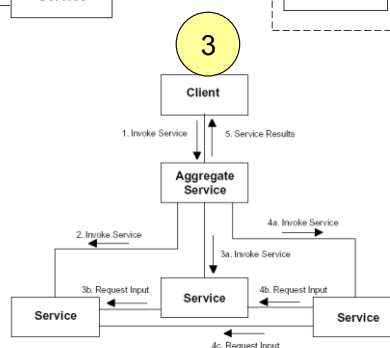 Service
3
Client
1. Invoke Service
5. Service Results
Aggregate
Service
2. Invoke Service
4a. Invoke Service
3a. Invoke Service
3b. Request Input
4b. Request Input
Service
Service
Service
4c. Request Input